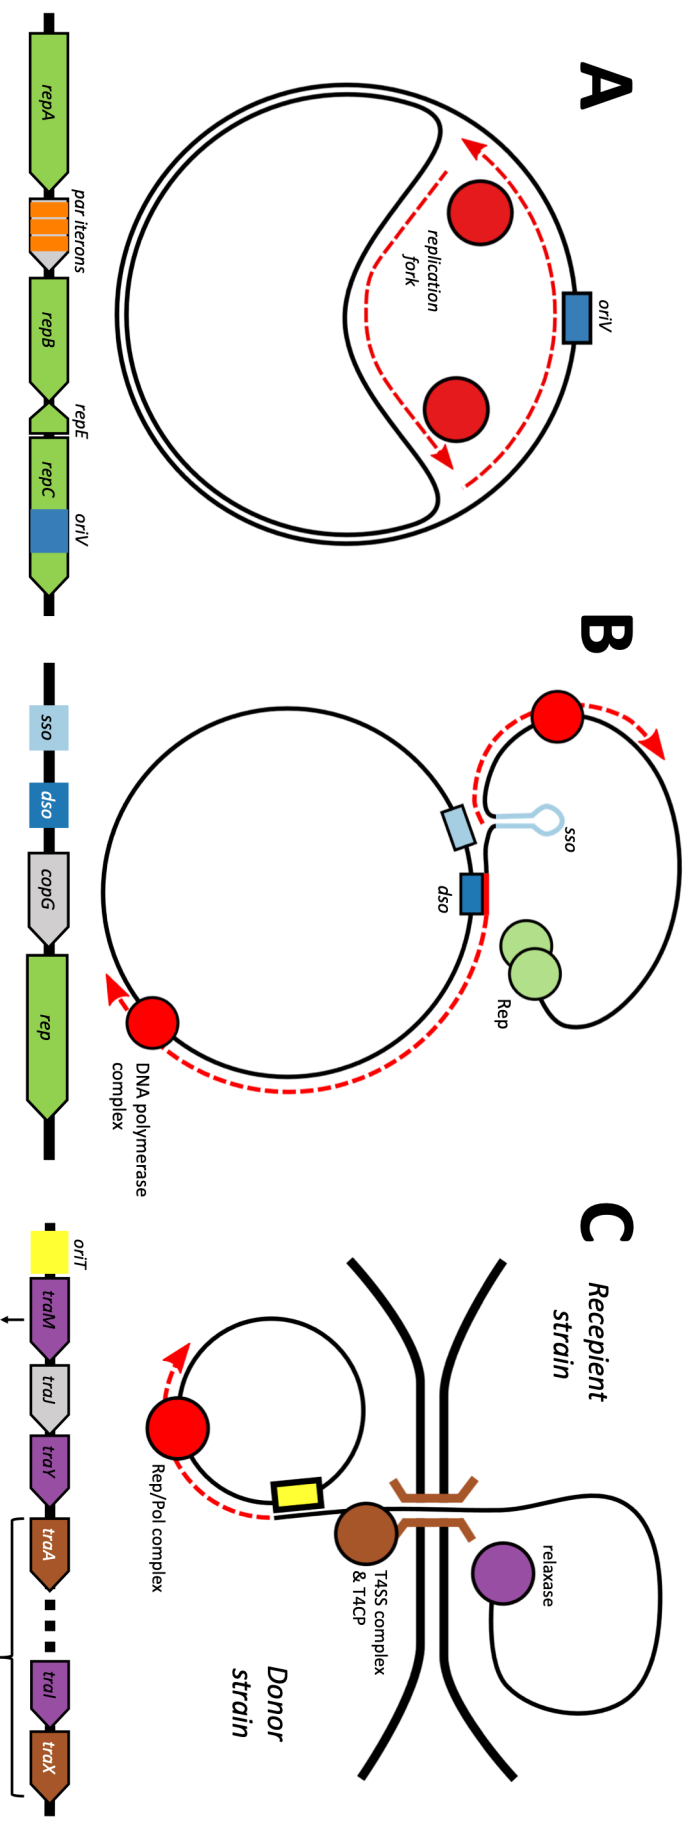 A
oriV
replication
fork
repA
par iterons
repB
repE
repC
oriV
B
sso
dso
Rep
DNA polymerase
complex
sso
dso
copG
rep
C
Recepient
strain
relaxase
T4SS complex
& T4CP
Rep/Pol complex
Donor
strain
oriT
traM
traJ
traY
traA
traI
traX